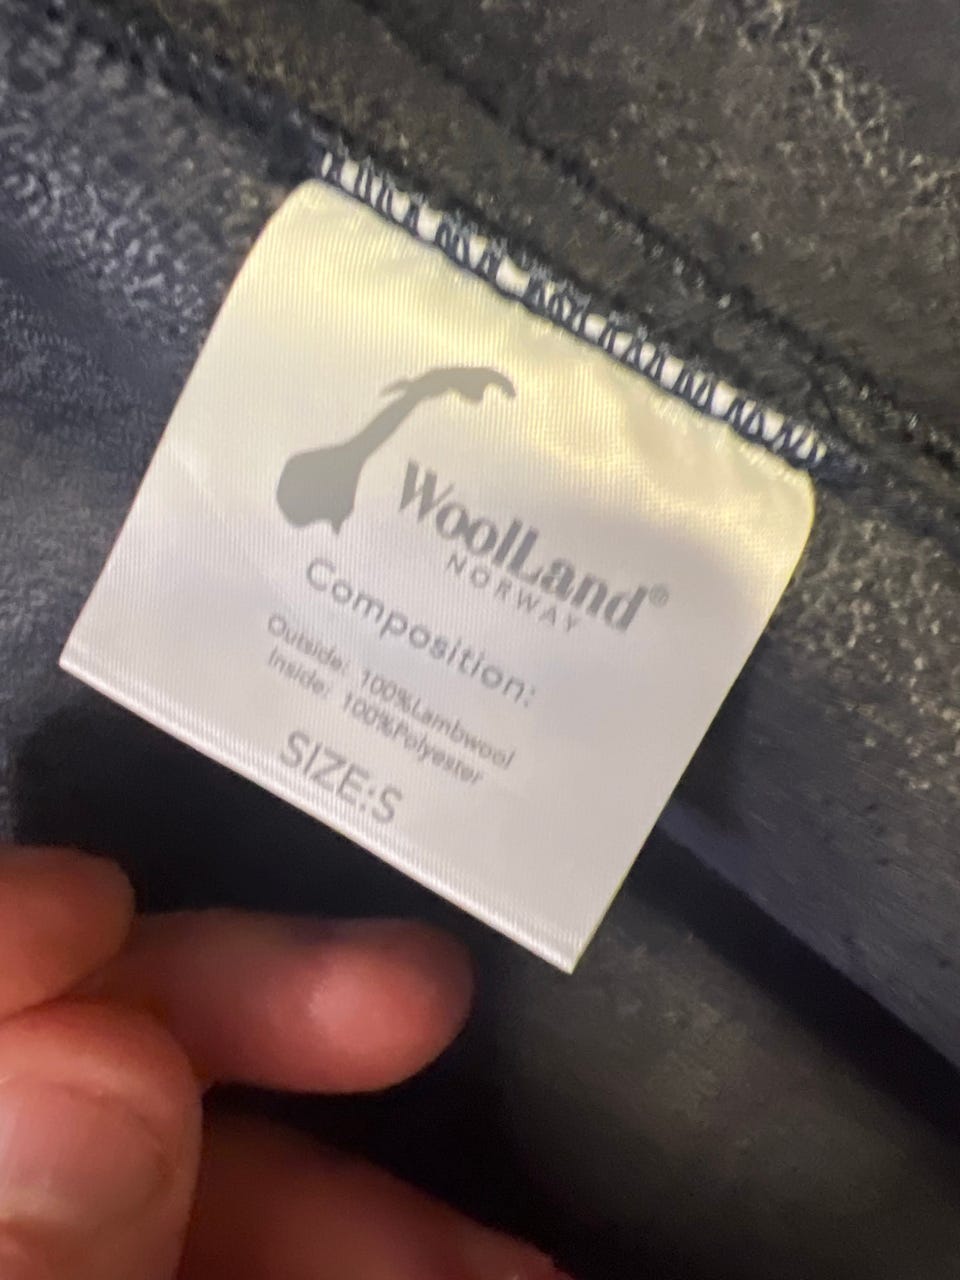 WoolLand®
NORWAY
Composition:
Outside: 100%Lambwool
Inside: 100%Polyester
SIZE:S